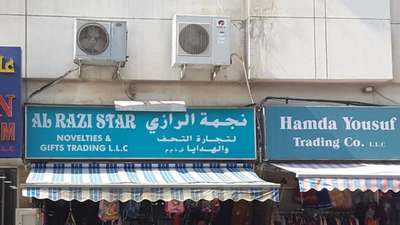 AL RAZI STAR
NOVELTIES &
GIFTS TRADING L.L.C
نجمة الرازي
لتجارة التحف
والهدايا ذ.م.م
Hamda Yousuf
Trading Co. L.L.C